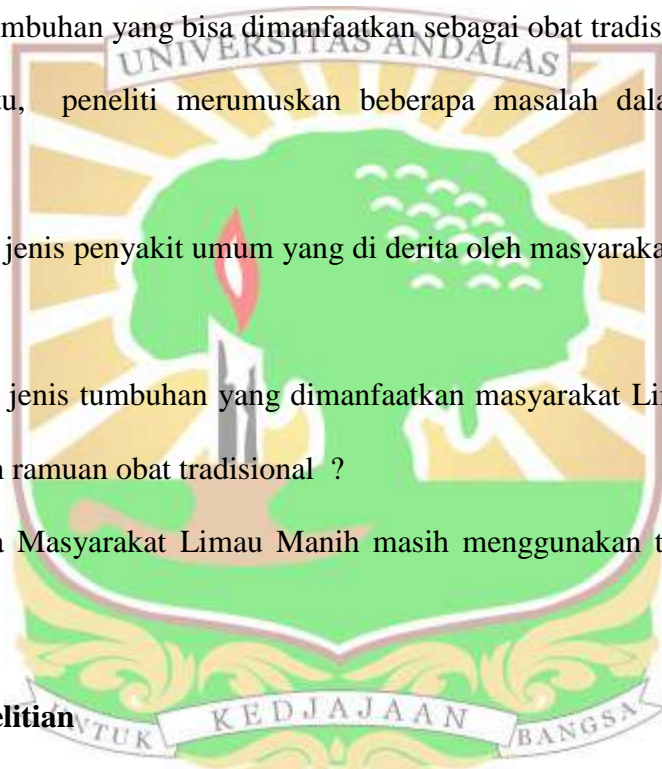 mbuhan yang bisa dimanfaatkan sebagai obat tradis
UNIVERSITAS ANDALAS
u, peneliti merumuskan beberapa masalah dala
jenis penyakit umum yang di derita oleh masyaraka
jenis tumbuhan yang dimanfaatkan masyarakat Li
ramuan obat tradisional ?
Masyarakat Limau Manih masih menggunakan t
elitian
UNTUK KEDJAJAAN BANGSA